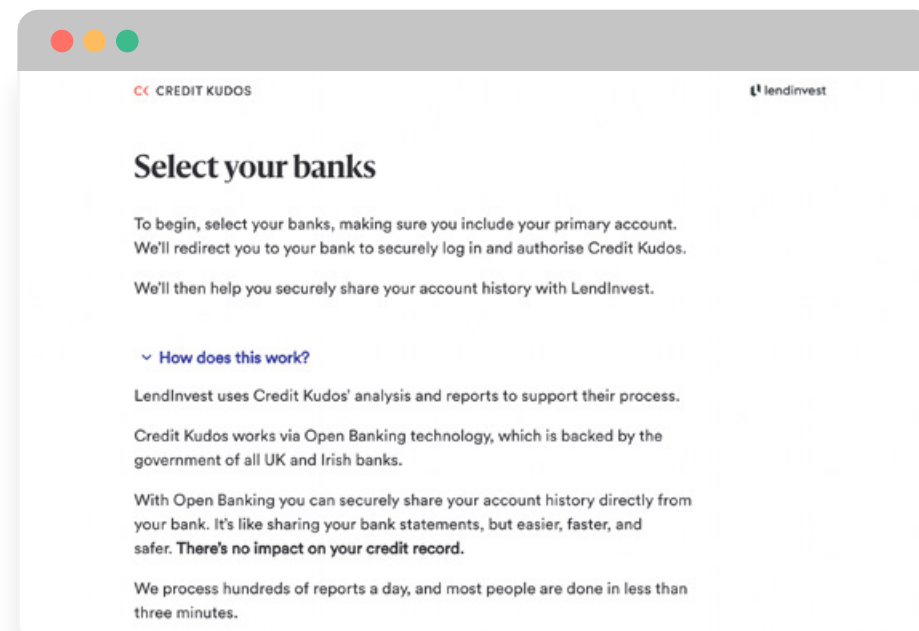 CK CREDIT KUDOS
lendinvest
Select your banks
To begin, select your banks, making sure you include your primary account.
We'll redirect you to your bank to securely log in and authorise Credit Kudos.
We'll then help you securely share your account history with LendInvest.
How does this work?
LendInvest uses Credit Kudos' analysis and reports to support their process.
Credit Kudos works via Open Banking technology, which is backed by the
government of all UK and Irish banks.
With Open Banking you can securely share your account history directly from
your bank. It's like sharing your bank statements, but easier, faster, and
safer. There's no impact on your credit record.
We process hundreds of reports a day, and most people are done in less than
three minutes.